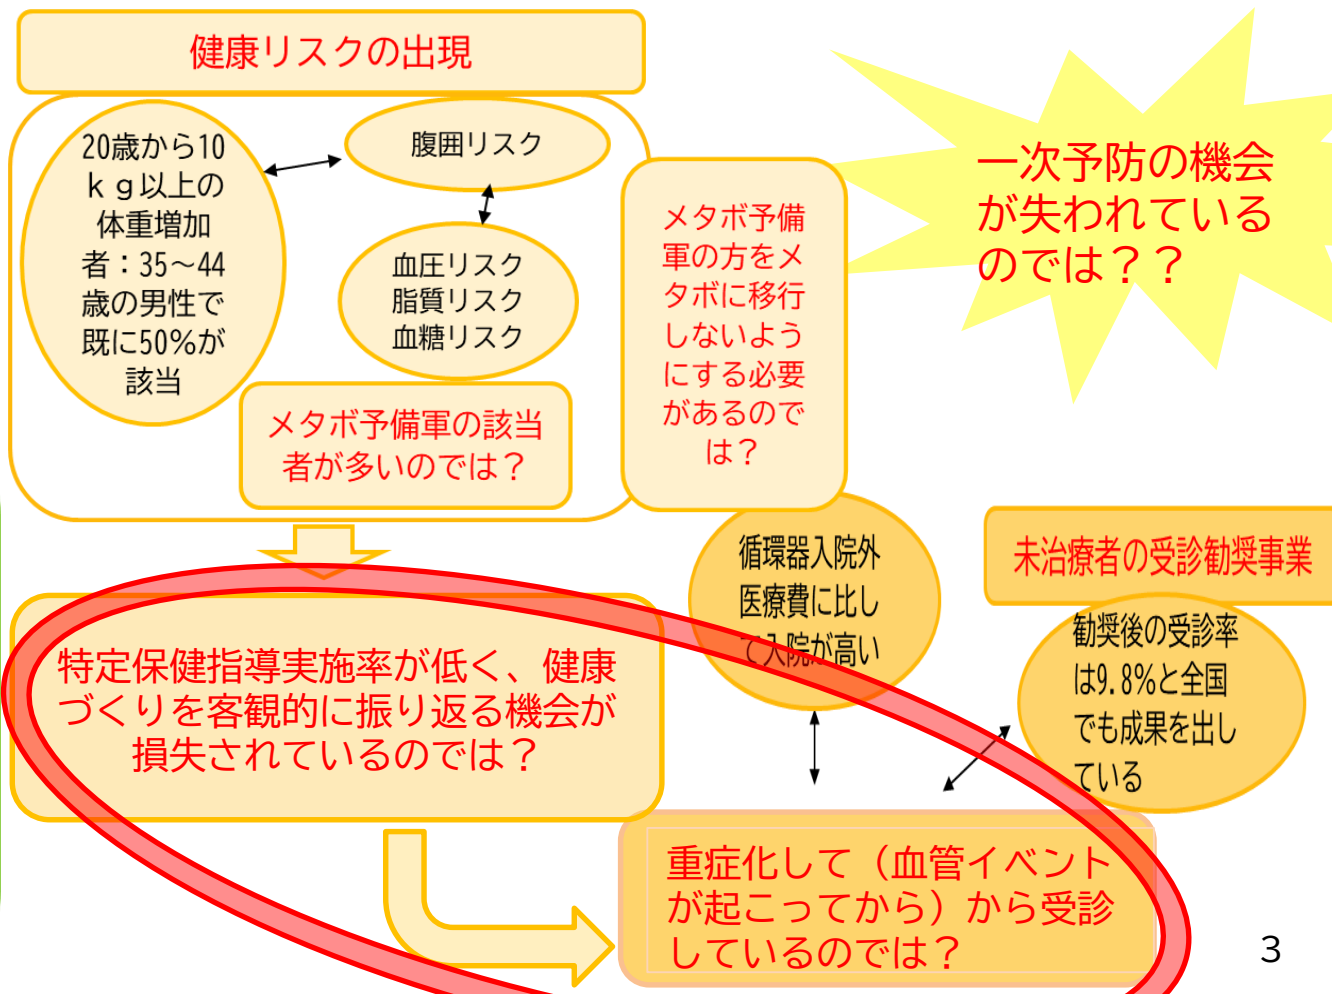 健康リスクの出現
20歳から10
ｋｇ以上の
体重増加
者：35～44
歳の男性で
既に50％が
該当
腹囲リスク
血圧リスク
脂質リスク
血糖リスク
メタボ予備軍の該当
者が多いのでは？
メタボ予備
軍の方をメ
タボに移行
しないよう
にする必要
があるので
は？
一次予防の機会
が失われている
のでは？？
特定保健指導実施率が低く、健康
づくりを客観的に振り返る機会が
損失されているのでは？
循環器入院外
医療費に比し
て入院が高い
未治療者の受診勧奨事業
勧奨後の受診率
は9.8%と全国
でも成果を出し
ている
重症化して（血管イベント
が起こってから）から受診
しているのでは？
3